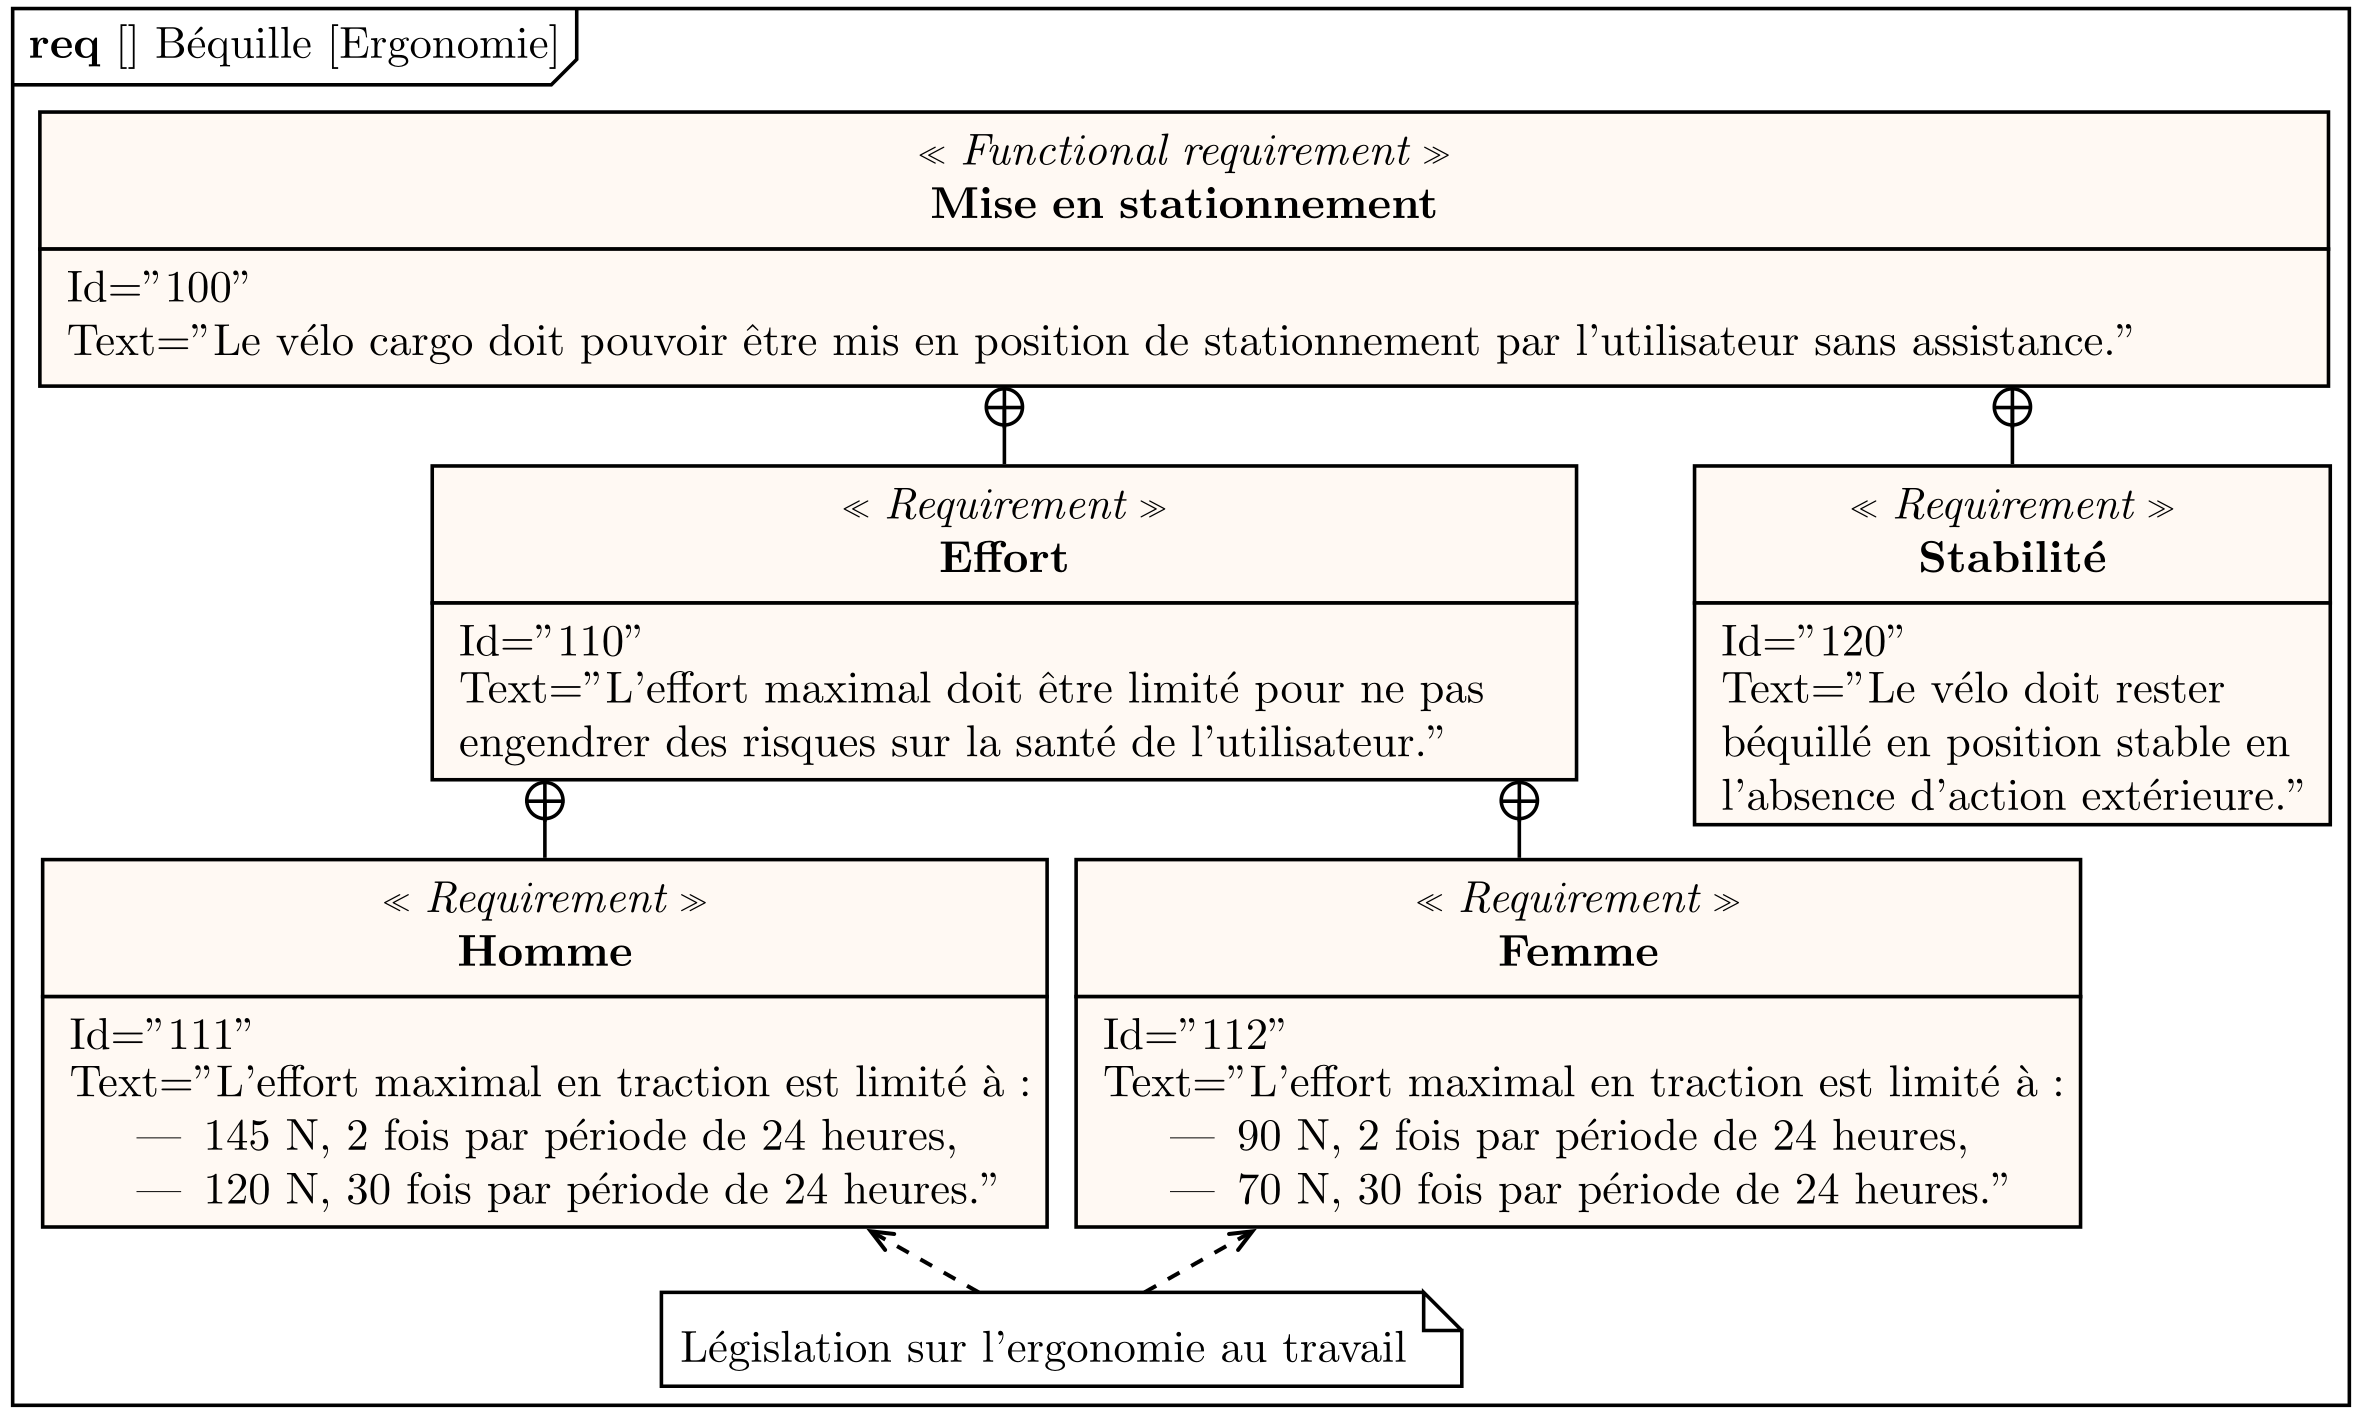 req [] Béquille [Ergonomie]
≪ Functional requirement ≫
Mise en stationnement
Id=”100”
Text=”Le vélo cargo doit pouvoir être mis en position de stationnement par l’utilisateur sans assistance.”
≪ Requirement ≫
Effort
Id=”110”
Text=”L’effort maximal doit être limité pour ne pas
engendrer des risques sur la santé de l’utilisateur.”
≪ Requirement ≫
Stabilité
Id=”120”
Text=”Le vélo doit rester
béquillé en position stable en
l’absence d’action extérieure.”
≪ Requirement ≫
Homme
Id=”111”
Text=”L’effort maximal en traction est limité à :
— 145 N, 2 fois par période de 24 heures,
— 120 N, 30 fois par période de 24 heures.”
≪ Requirement ≫
Femme
Id=”112”
Text=”L’effort maximal en traction est limité à :
— 90 N, 2 fois par période de 24 heures,
— 70 N, 30 fois par période de 24 heures.”
Législation sur l’ergonomie au travail